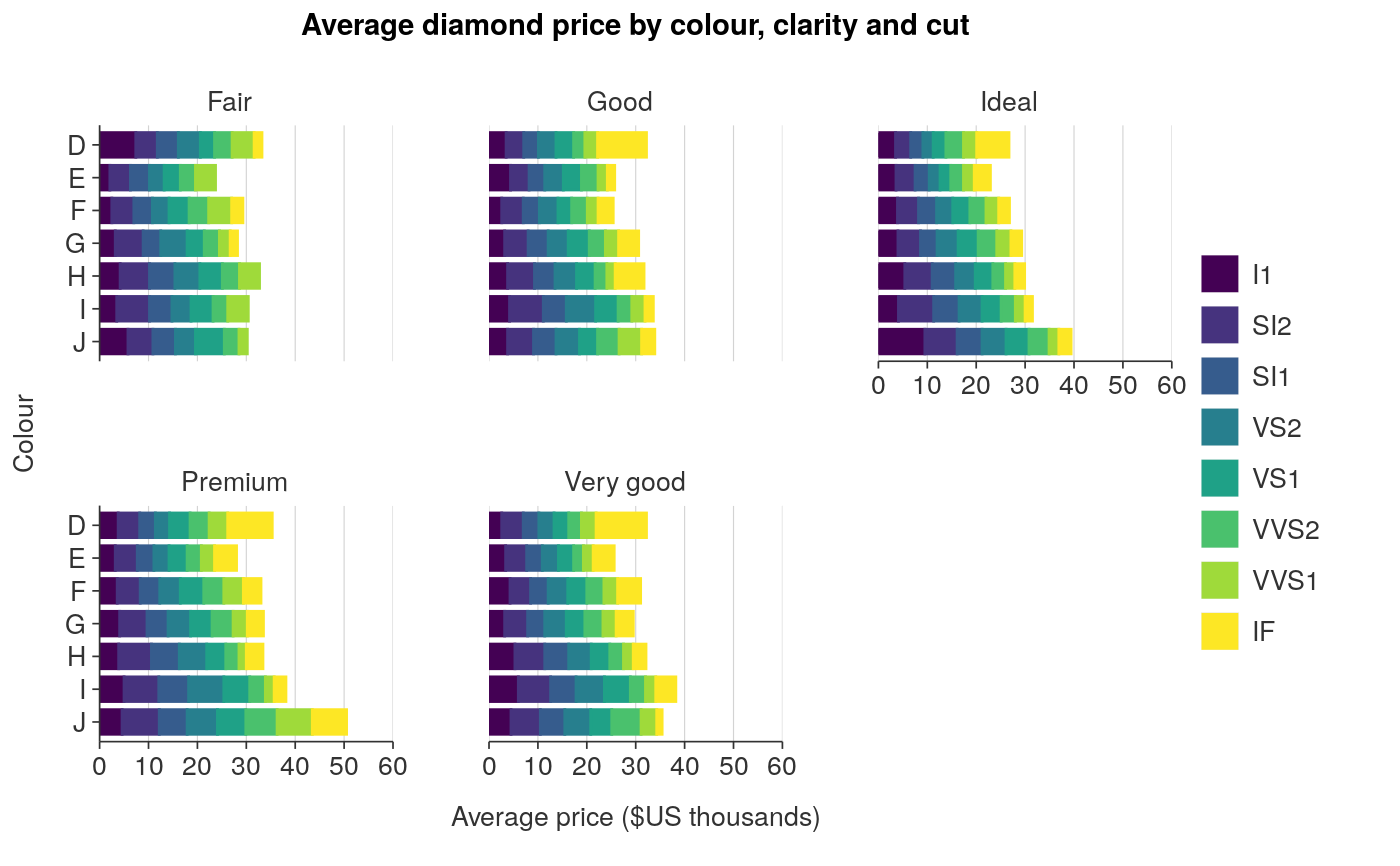 Average diamond price by colour, clarity and cut
Fair
Good
Ideal
D
E
F
G
H
I
J
0 10 20 30 40 50 60
Colour
Premium
Very good
D
E
F
G
H
I
J
0 10 20 30 40 50 60
0 10 20 30 40 50 60
Average price ($US thousands)
I1
SI2
SI1
VS2
VS1
VVS2
VVS1
IF